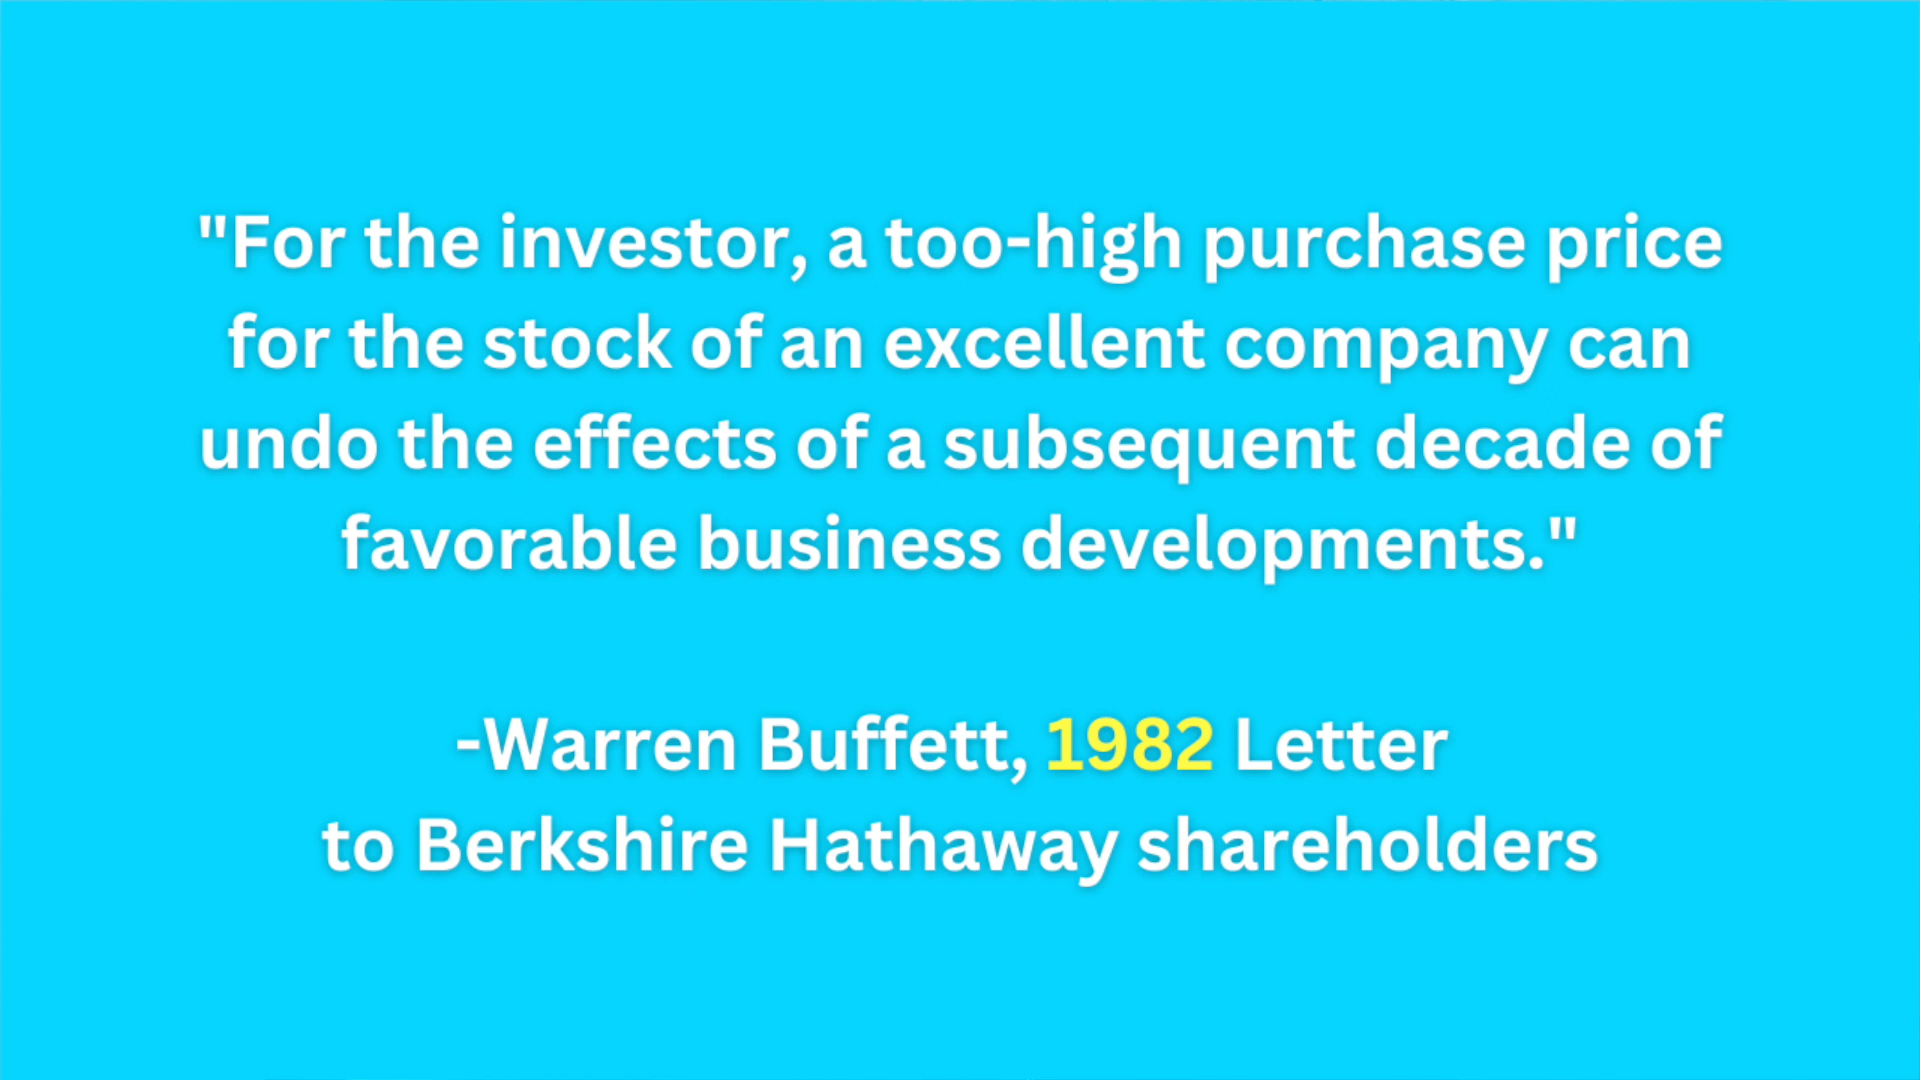 "For the investor, a too-high purchase price
for the stock of an excellent company can
undo the effects of a subsequent decade of
favorable business developments."
-Warren Buffett, 1982 Letter
to Berkshire Hathaway shareholders